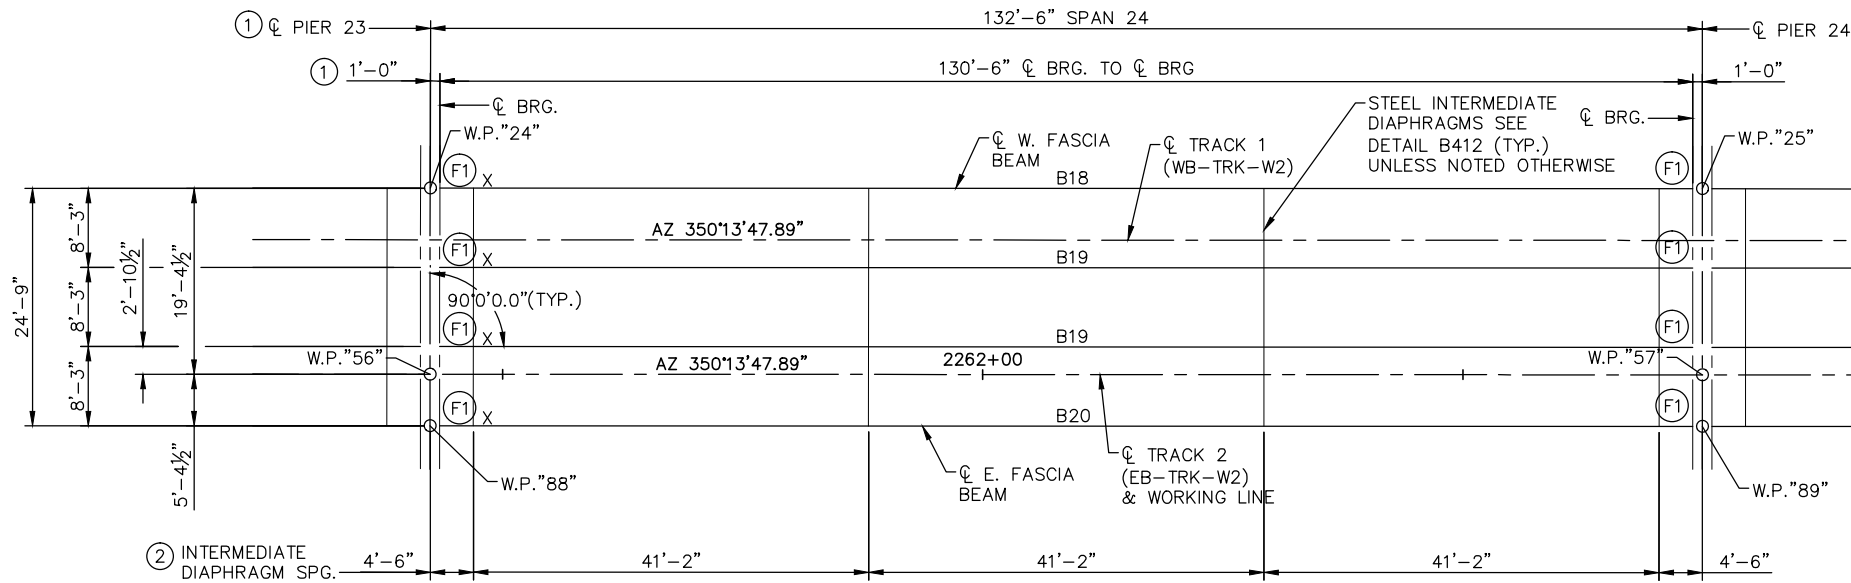 ① ℄ PIER 23
132'-6" SPAN 24
℄ PIER 24
① 1'-0"
130'-6" ℄ BRG. TO ℄ BRG
1'-0"
℄ BRG.
W.P."24"
℄ W. FASCIA
BEAM
℄ TRACK 1
(WB-TRK-W2)
STEEL INTERMEDIATE
DIAPHRAGMS SEE
DETAIL B412 (TYP.)
UNLESS NOTED OTHERWISE
℄ BRG.
W.P."25"
F1
X
B18
F1
AZ 350°13'47.89"
F1
X
B19
F1
24'-9"
8'-3"
8'-3"
8'-3"
2'-10½"
19'-4½"
5'-4½"
90°0'0.0"(TYP.)
F1
X
B19
F1
W.P."56"
AZ 350°13'47.89"
2262+00
W.P."57"
F1
X
B20
F1
W.P."88"
℄ E. FASCIA
BEAM
℄ TRACK 2
(EB-TRK-W2)
& WORKING LINE
W.P."89"
② INTERMEDIATE
DIAPHRAGM SPG.
4'-6"
41'-2"
41'-2"
41'-2"
4'-6"